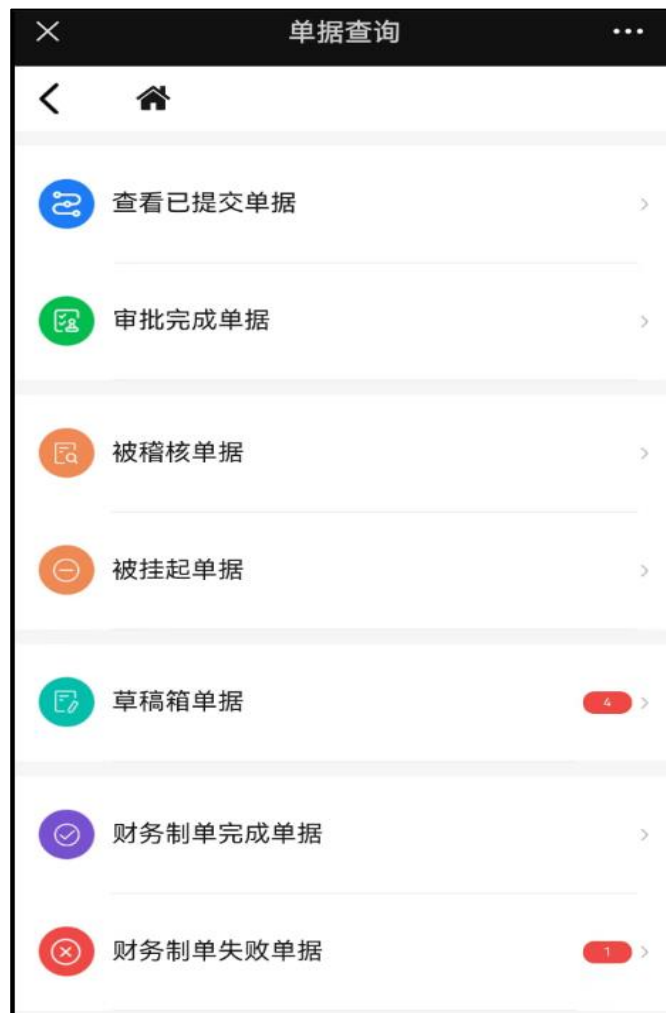 单据查询
查看已提交单据
审批完成单据
被稽核单据
被挂起单据
草稿箱单据 4
财务制单完成单据
财务制单失败单据 1